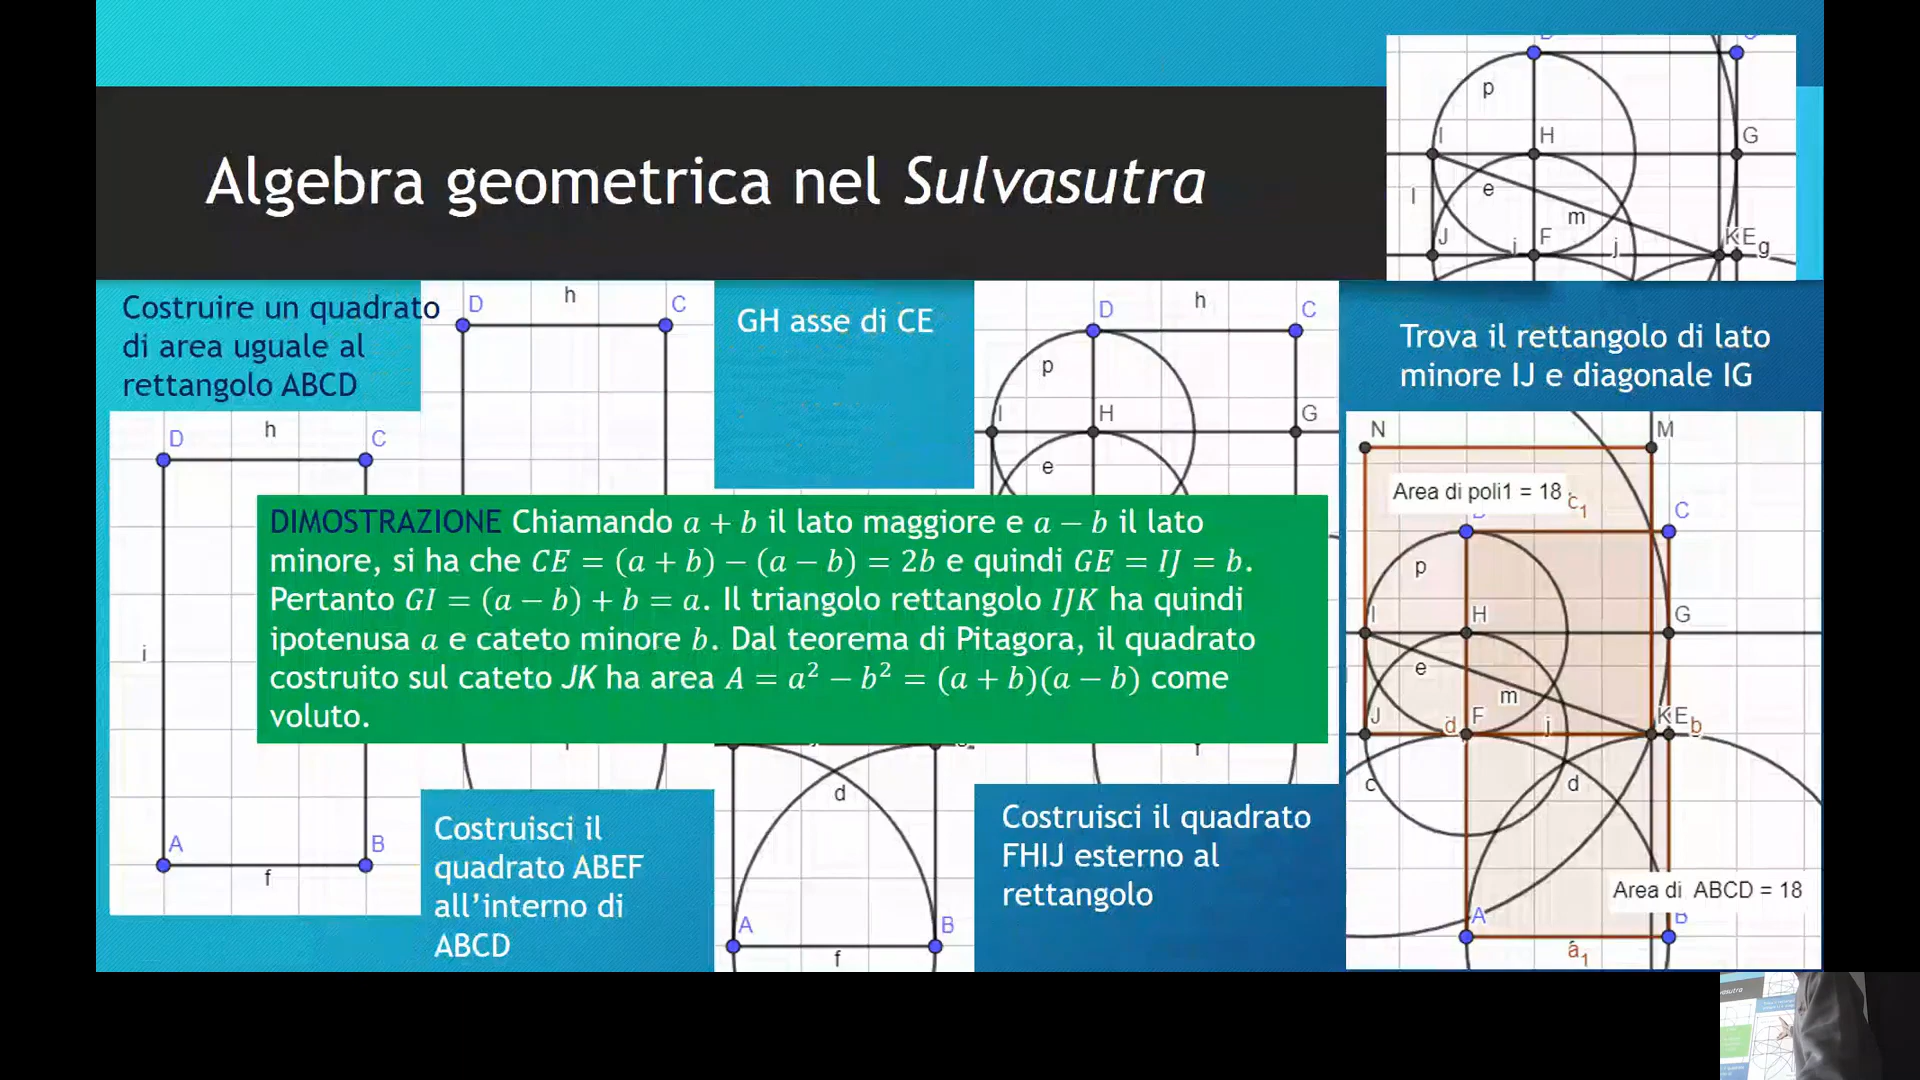 Algebra geometrica nel Sulvasutra
p
I
H
G
l
e
m
J
i
F
j
K
E
g
Costruire un quadrato
di area uguale al
rettangolo ABCD
D
h
C
i
A
B
f
D
h
C
Costruisci il
quadrato ABEF
all’interno di
ABCD
GH asse di CE
d
A
B
f
D
h
C
p
I
H
G
e
Costruisci il quadrato
FHIJ esterno al
rettangolo
DIMOSTRAZIONE Chiamando a + b il lato maggiore e a − b il lato
minore, si ha che CE = (a + b) − (a − b) = 2b e quindi GE = IJ = b.
Pertanto GI = (a − b) + b = a. Il triangolo rettangolo IJK ha quindi
ipotenusa a e cateto minore b. Dal teorema di Pitagora, il quadrato
costruito sul cateto JK ha area A = a² − b² = (a + b)(a − b) come
voluto.
Trova il rettangolo di lato
minore IJ e diagonale IG
N
M
Area di poli1 = 18
c₁
C
p
I
H
G
e
m
J
d
F
j
K
E
b
c
d
Area di ABCD = 18
A
B
a₁